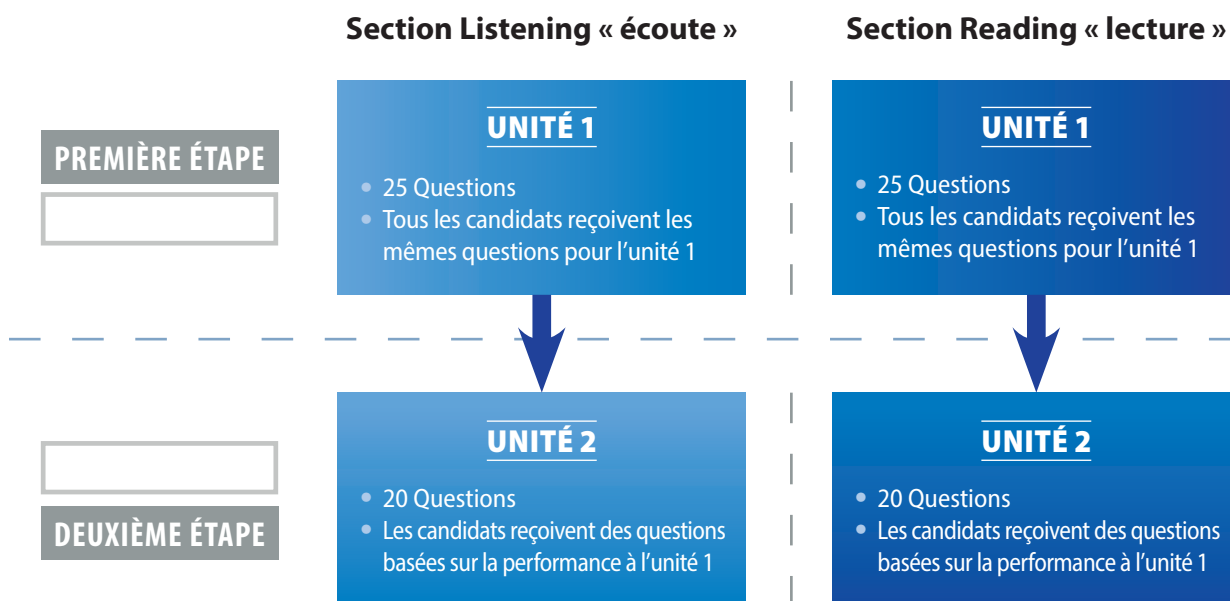 Section Listening « écoute »
Section Reading « lecture »
PREMIÈRE ÉTAPE
UNITÉ 1
• 25 Questions
• Tous les candidats reçoivent les
mêmes questions pour l’unité 1
UNITÉ 1
• 25 Questions
• Tous les candidats reçoivent les
mêmes questions pour l’unité 1
DEUXIÈME ÉTAPE
UNITÉ 2
• 20 Questions
• Les candidats reçoivent des questions
basées sur la performance à l’unité 1
UNITÉ 2
• 20 Questions
• Les candidats reçoivent des questions
basées sur la performance à l’unité 1